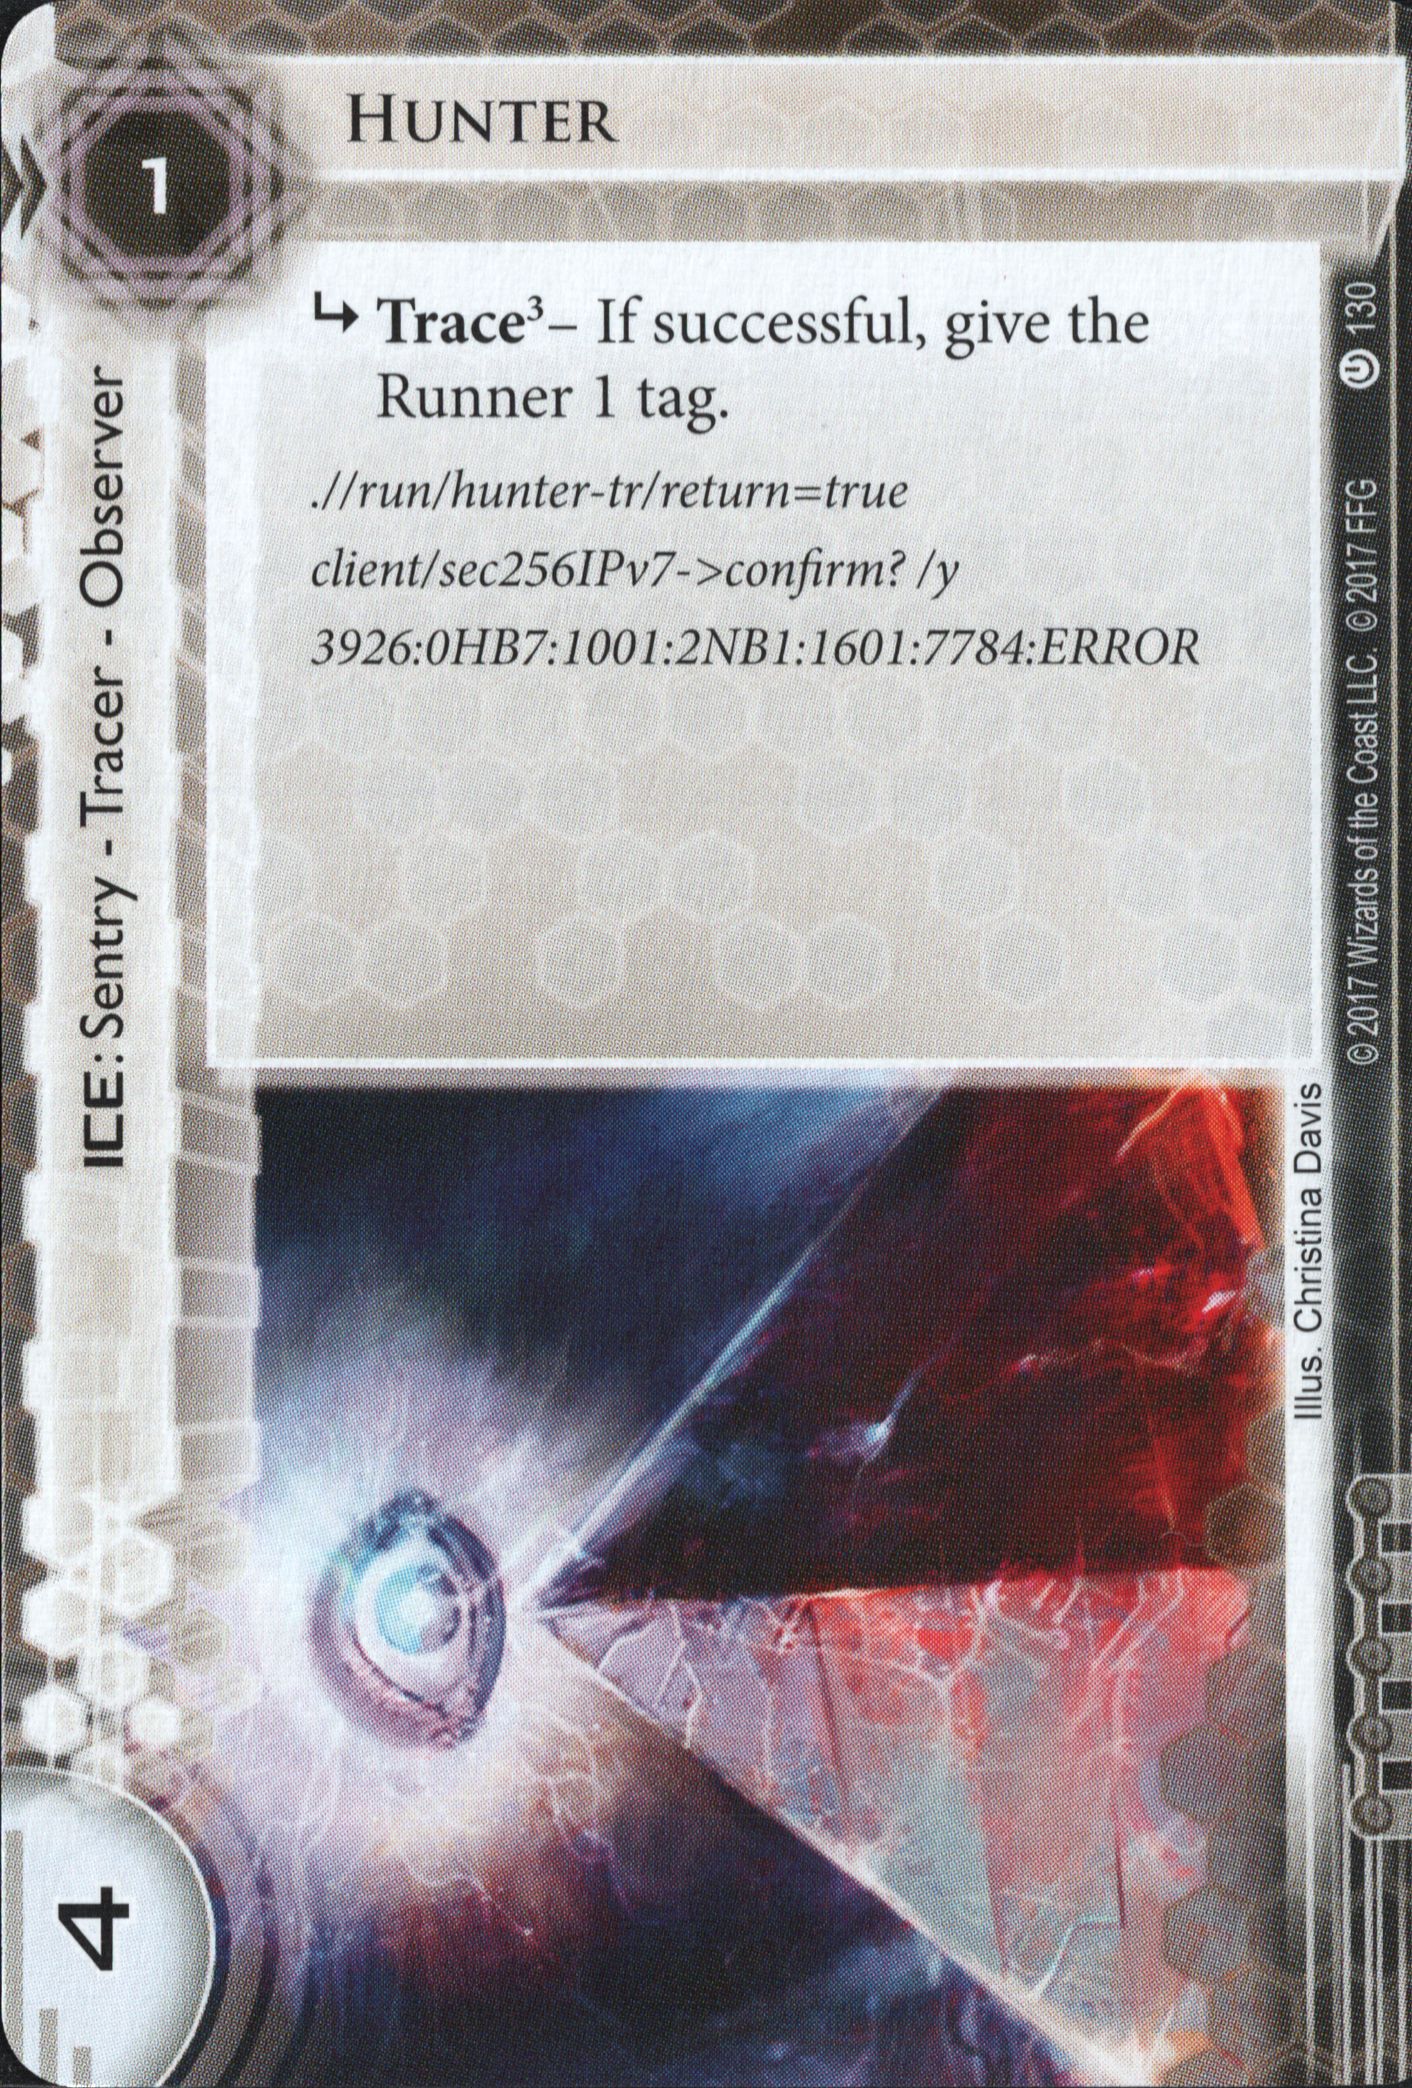 1
HUNTER
Trace³– If successful, give the
Runner 1 tag.
.//run/hunter-tr/return=true
client/sec256IPv7->confirm? /y
3926:0HB7:1001:2NB1:1601:7784:ERROR
ICE: Sentry - Tracer - Observer
4
Illus. Christina Davis
© 2017 Wizards of the Coast LLC. © 2017 FFG
130